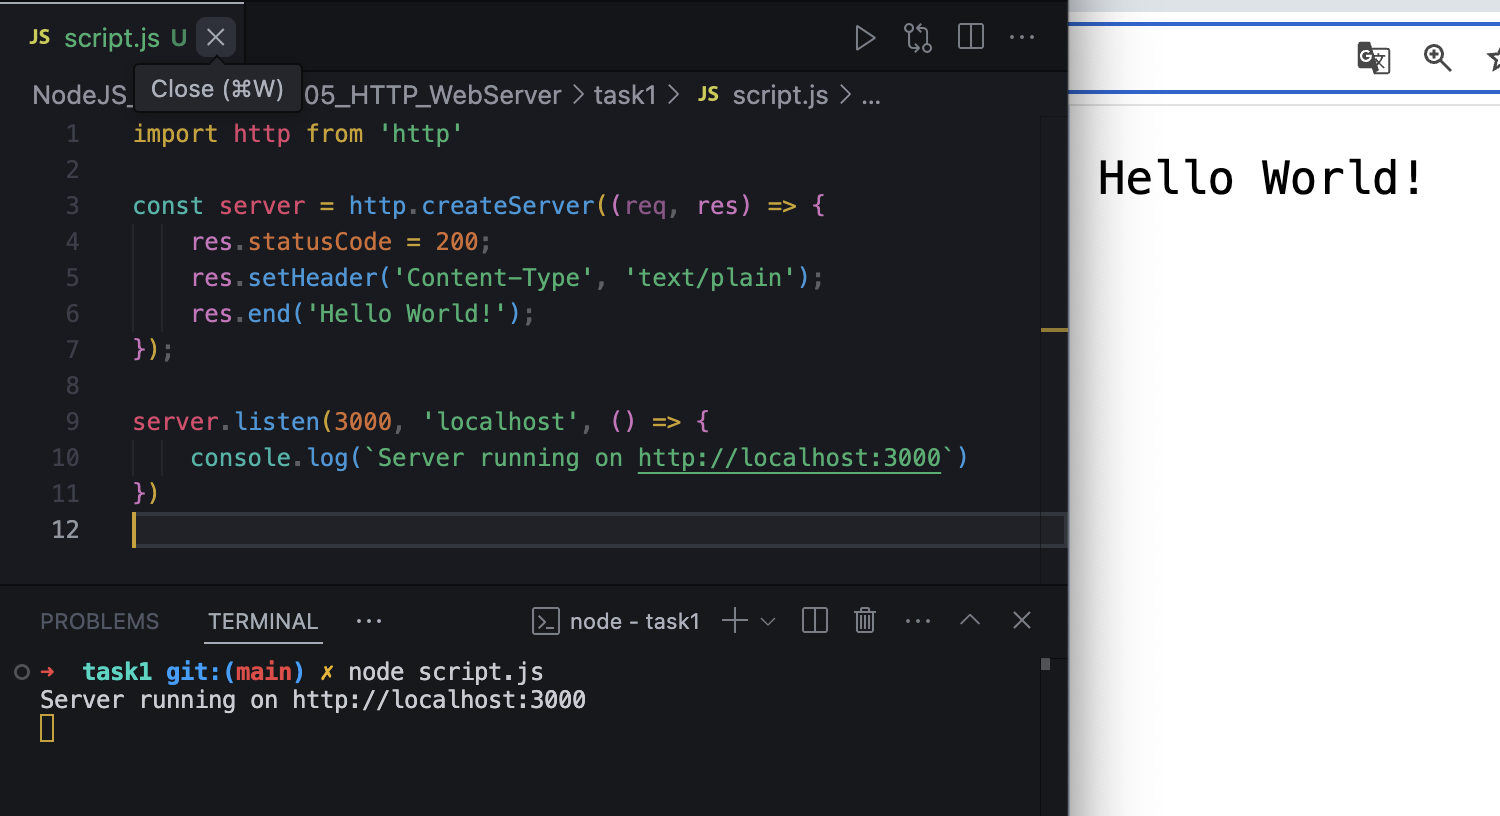 JS script.js U
Close (⌘W)
NodeJS_ 05_HTTP_WebServer > task1 > JS script.js > ...
1 import http from 'http'
2
3 const server = http.createServer((req, res) => {
4     res.statusCode = 200;
5     res.setHeader('Content-Type', 'text/plain');
6     res.end('Hello World!');
7 });
8
9 server.listen(3000, 'localhost', () => {
10     console.log(`Server running on http://localhost:3000`)
11 })
12
PROBLEMS TERMINAL ··· node - task1
→ task1 git:(main) ✗ node script.js
Server running on http://localhost:3000
G 文
Hello World!